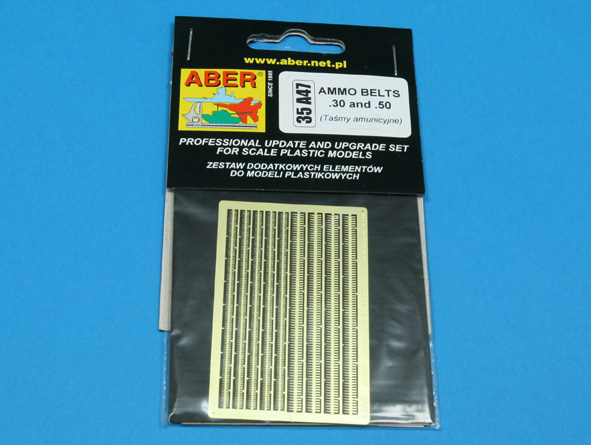 www.aber.net.pl
ABER®
SINCE 1995
35 A47
AMMO BELTS
.30 and .50
(Taśmy amunicyjne)
PROFESSIONAL UPDATE AND UPGRADE SET
FOR SCALE PLASTIC MODELS
ZESTAW DODATKOWYCH ELEMENTÓW
DO MODELI PLASTIKOWYCH